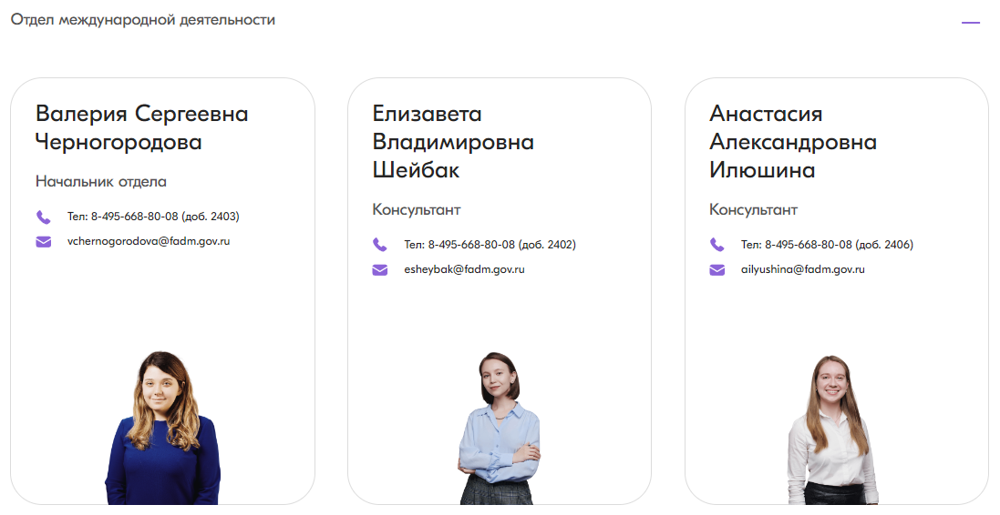 Отдел международной деятельности
Валерия Сергеевна
Черногородова
Начальник отдела
Тел: 8-495-668-80-08 (доб. 2403)
vchernogorodova@fadm.gov.ru
Елизавета
Владимировна
Шейбак
Консультант
Тел: 8-495-668-80-08 (доб. 2402)
esheybak@fadm.gov.ru
Анастасия
Александровна
Илюшина
Консультант
Тел: 8-495-668-80-08 (доб. 2406)
ailyushina@fadm.gov.ru